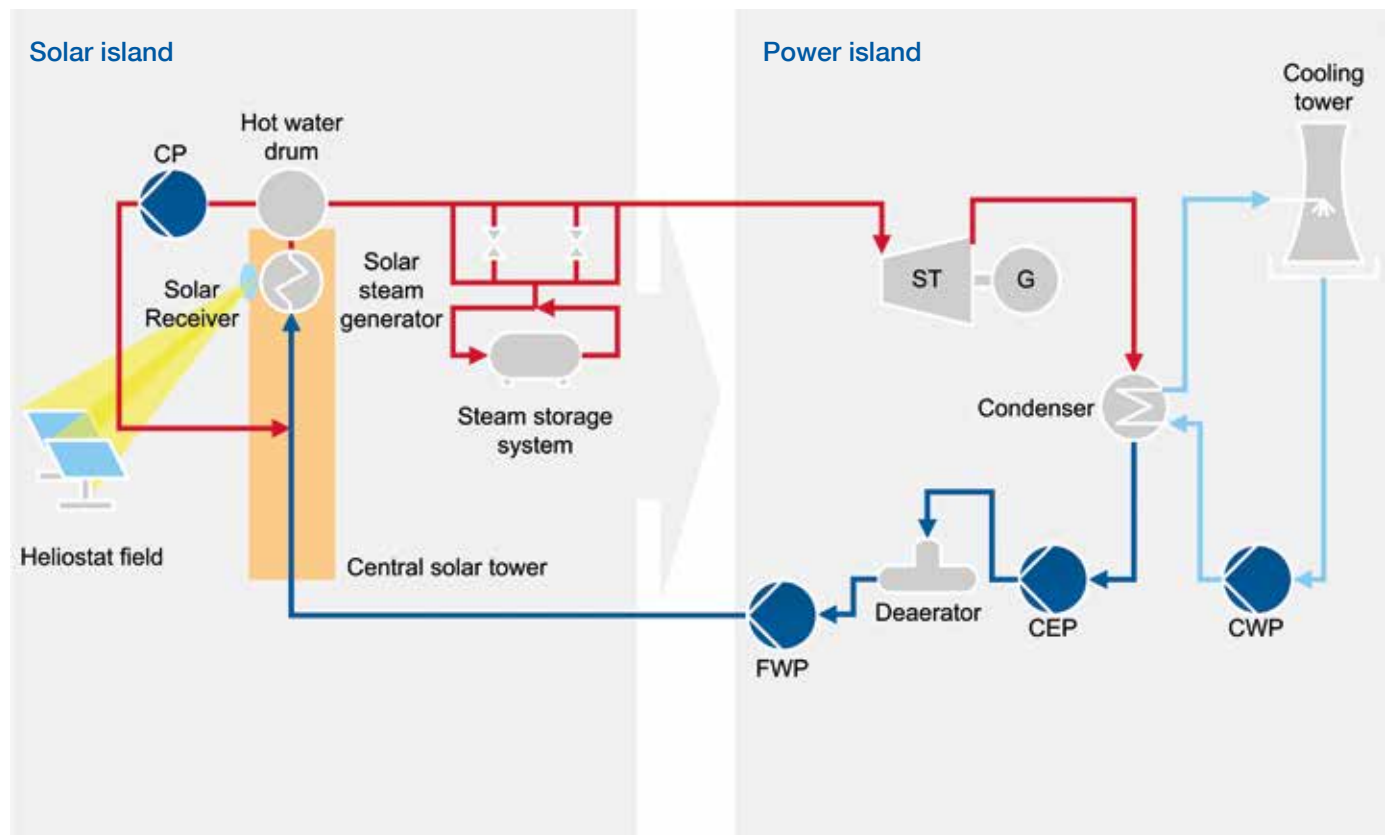 Solar island
Power island
Cooling
tower
Hot water
drum
CP
Solar
Receiver
Solar
steam
generator
ST
G
Steam storage
system
Condenser
Heliostat field
Central solar tower
Deaerator
CEP
CWP
FWP